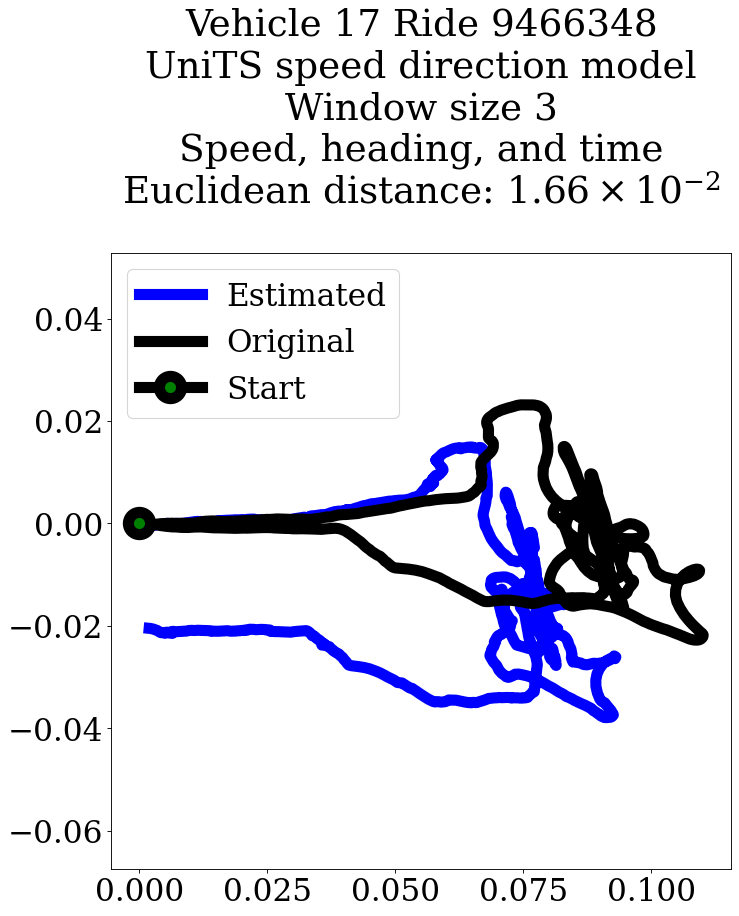 Vehicle 17 Ride 9466348
UniTS speed direction model
Window size 3
Speed, heading, and time
Euclidean distance: 1.66 × 10⁻²
Estimated
Original
Start
0.04
0.02
0.00
−0.02
−0.04
−0.06
0.000 0.025 0.050 0.075 0.100